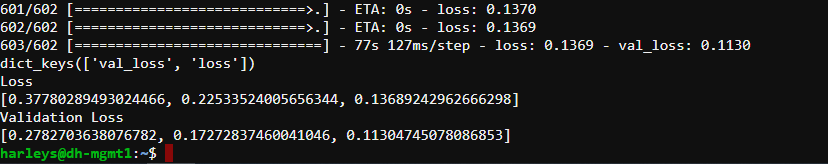 601/602 [============================>.] - ETA: 0s - loss: 0.1370
602/602 [============================>.] - ETA: 0s - loss: 0.1369
603/602 [==============================] - 77s 127ms/step - loss: 0.1369 - val_loss: 0.1130
dict_keys(['val_loss', 'loss'])
Loss
[0.37780289493024466, 0.22533524005656344, 0.13689242962666298]
Validation Loss
[0.2782703638076782, 0.17272837460041046, 0.11304745078086853]
harleys@dh-mgmt1:~$